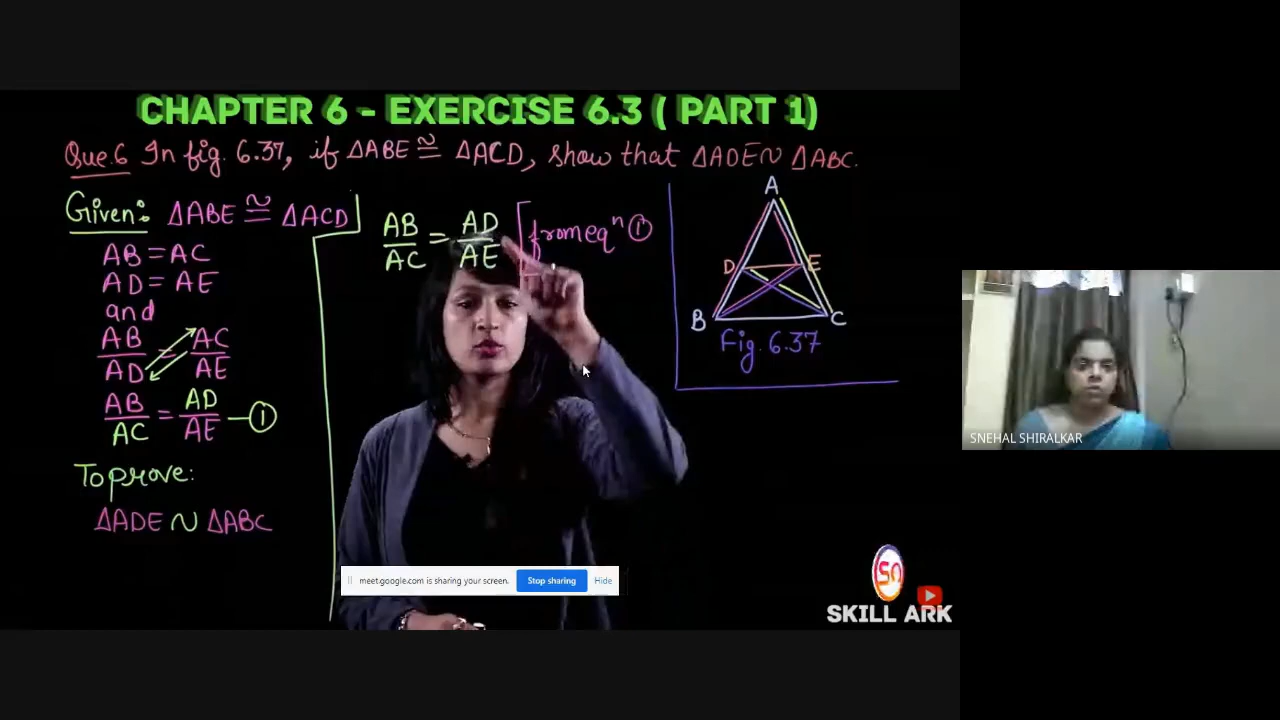 CHAPTER 6 - EXERCISE 6.3 ( PART 1)
Que.6 In fig. 6.37, if ΔABE ≅ ΔACD, show that ΔADE ~ ΔABC.
Given: ΔABE ≅ ΔACD
AB = AC
AD = AE
and
AB/AD = AC/AE
AB/AC = AD/AE —①
To prove:
ΔADE ~ ΔABC
AB/AC = AD/AE [from eqⁿ ①
A
D E
B C
Fig. 6.37
SNEHAL SHIRALKAR
meet.google.com is sharing your screen. Stop sharing Hide
SΩ
SKILL ARK